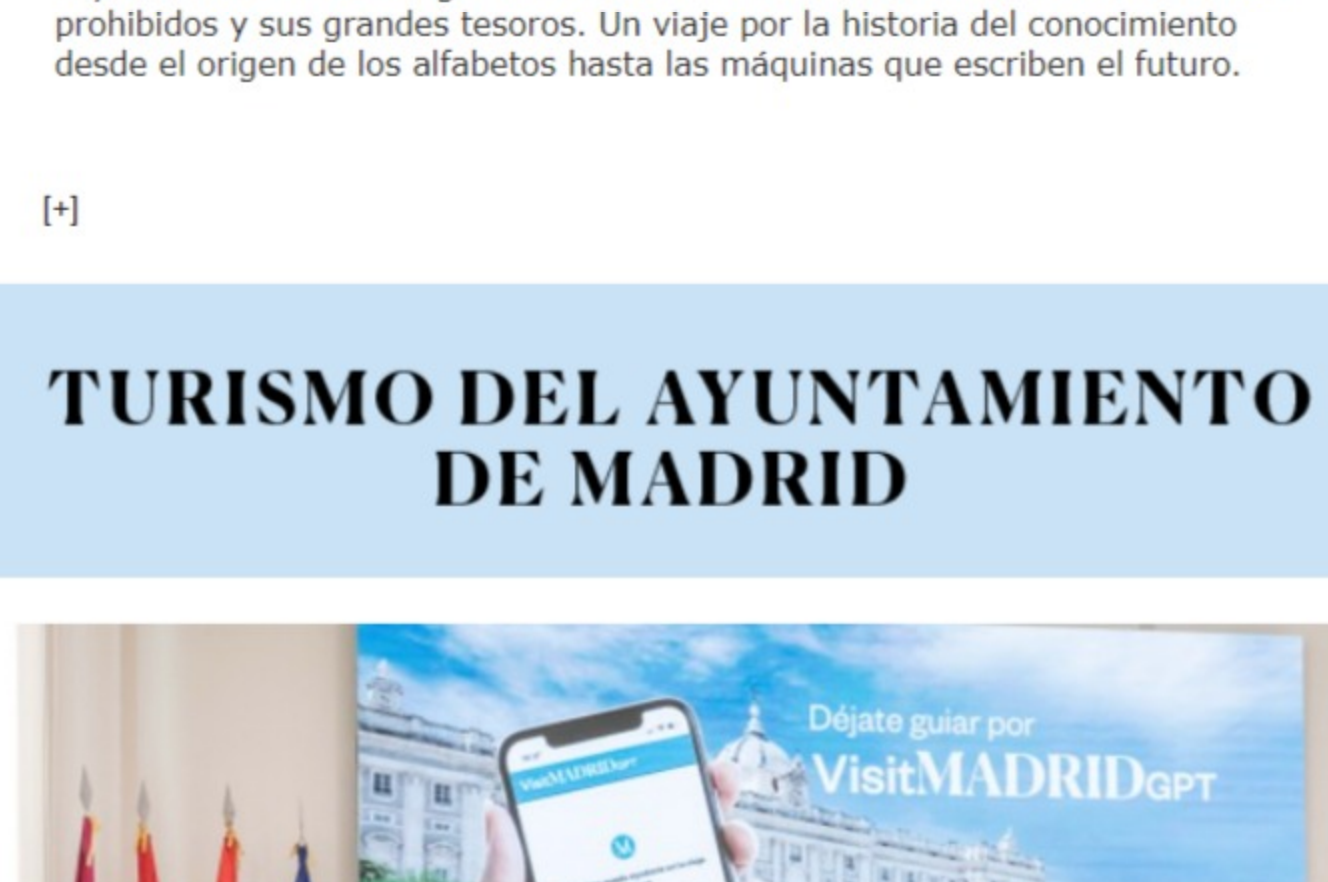 prohibidos y sus grandes tesoros. Un viaje por la historia del conocimiento
desde el origen de los alfabetos hasta las máquinas que escriben el futuro.
[+]
TURISMO DEL AYUNTAMIENTO
DE MADRID
Déjate guiar por
VisitMADRIDGPT
VisitMADRIDGPT